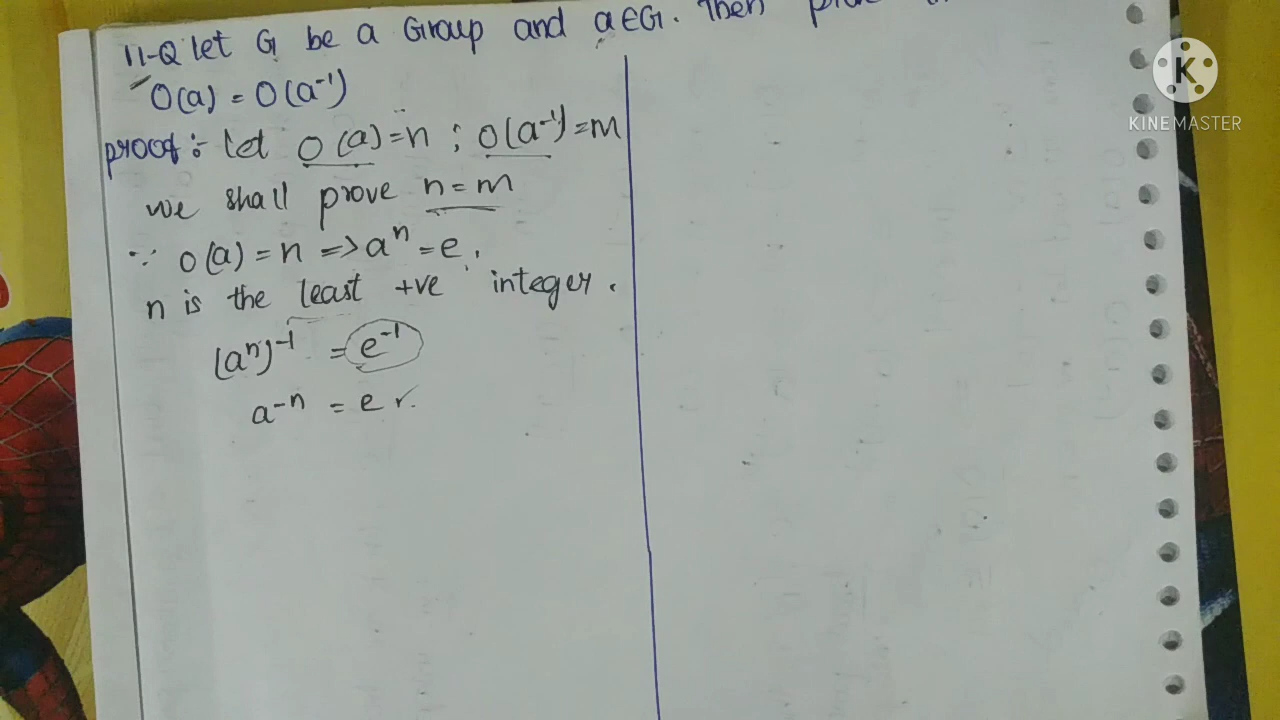 11-Q let G be a Group and a∈G. Then
O(a) = O(a⁻¹)
proof :- let O(a)=n ; O(a⁻¹)=m
we shall prove n=m
∵ o(a) = n => aⁿ = e.
n is the least +ve integer.
(aⁿ)⁻¹ = e⁻¹
a⁻ⁿ = e
K
KINEMASTER